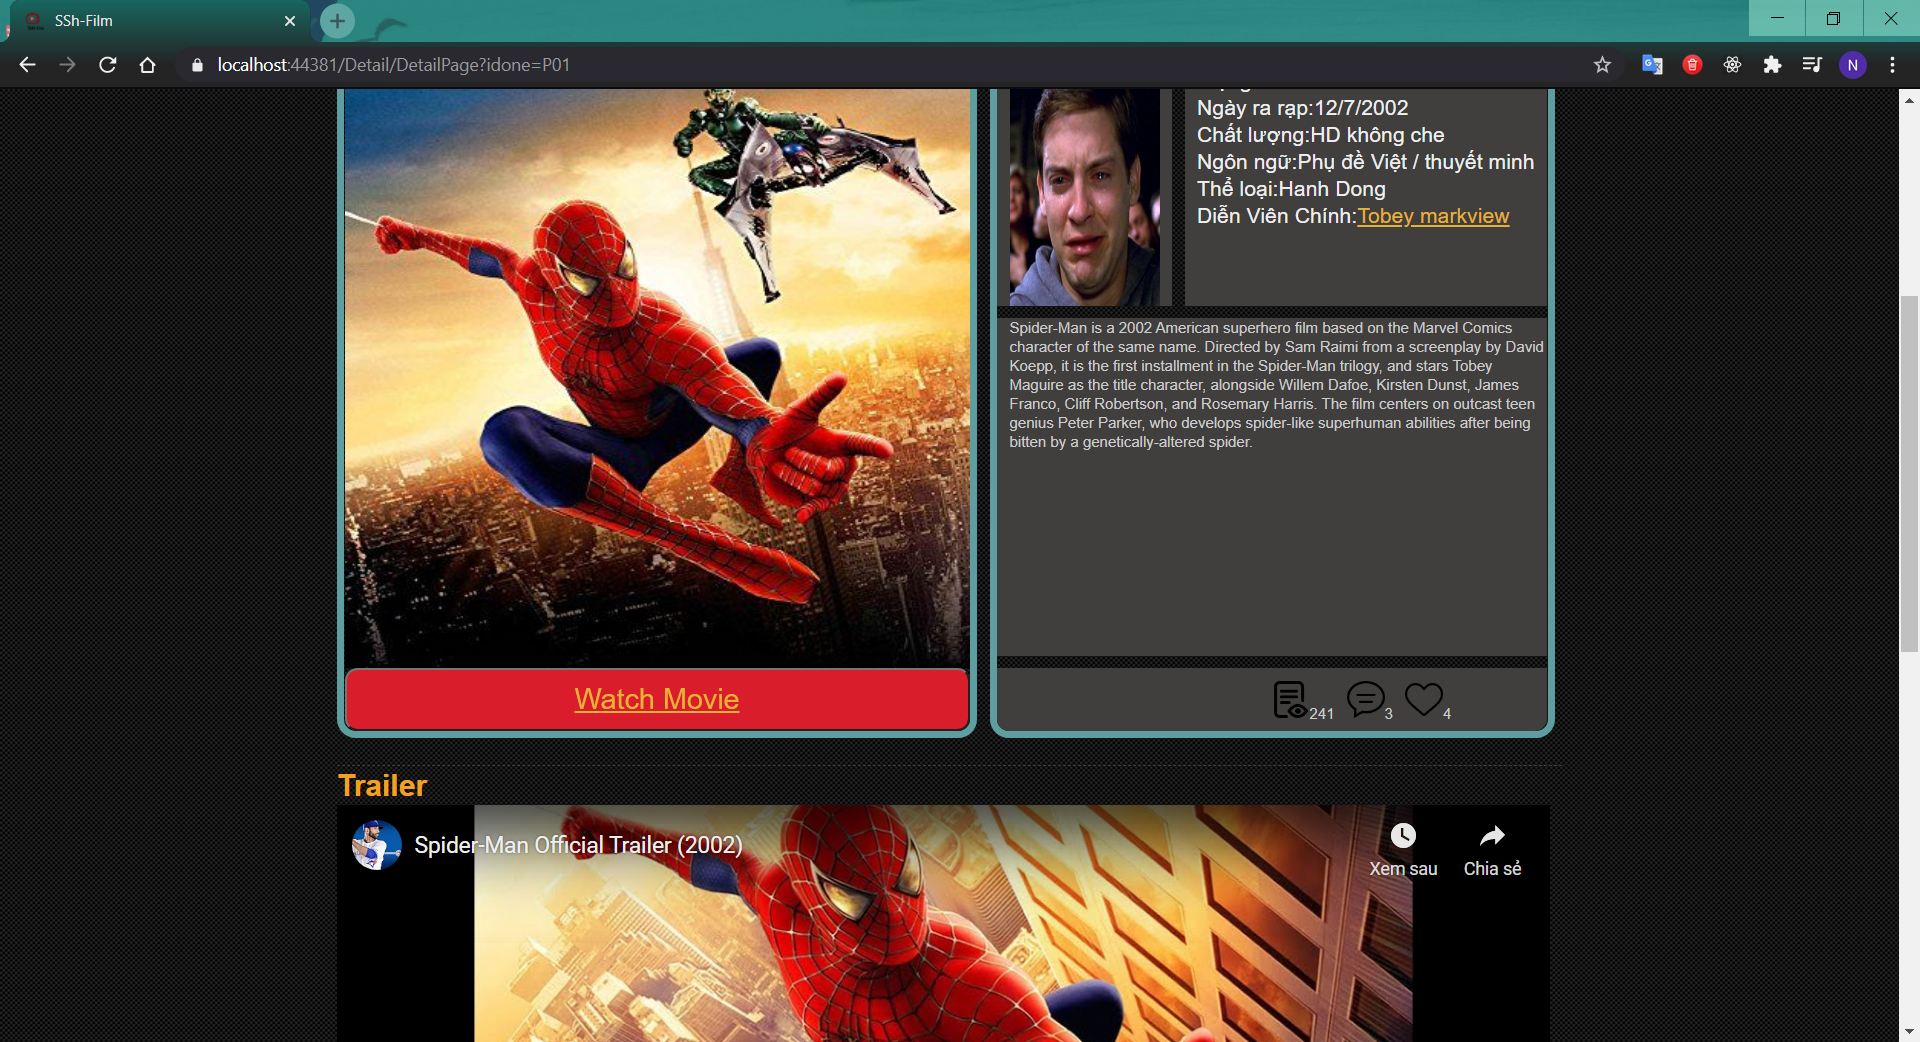 SSh-Film
localhost:44381/Detail/DetailPage?idone=P01
N
Ngày ra rạp:12/7/2002
Chất lượng:HD không che
Ngôn ngữ:Phụ đề Việt / thuyết minh
Thể loại:Hanh Dong
Diễn Viên Chính:Tobey markview
Spider-Man is a 2002 American superhero film based on the Marvel Comics
character of the same name. Directed by Sam Raimi from a screenplay by David
Koepp, it is the first installment in the Spider-Man trilogy, and stars Tobey
Maguire as the title character, alongside Willem Dafoe, Kirsten Dunst, James
Franco, Cliff Robertson, and Rosemary Harris. The film centers on outcast teen
genius Peter Parker, who develops spider-like superhuman abilities after being
bitten by a genetically-altered spider.
Watch Movie
241 3 4
Trailer
Spider-Man Official Trailer (2002)
Xem sau Chia sẻ